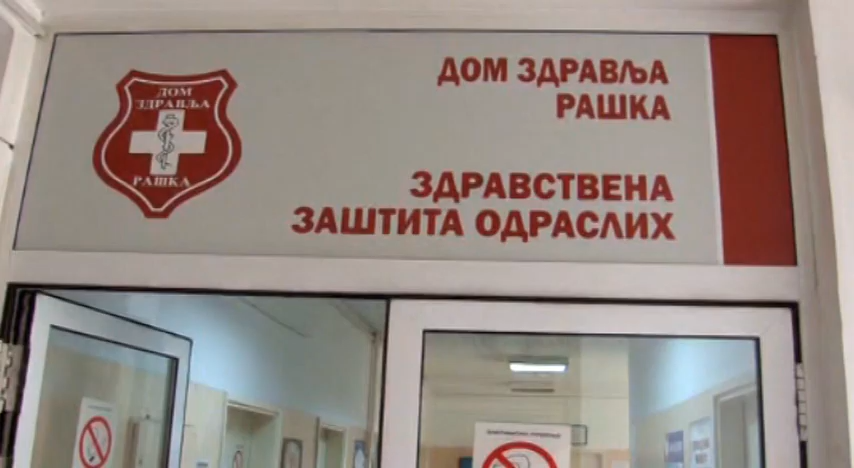 ДОМ
ЗДРАВЉА
РАШКА
ДОМ ЗДРАВЉА
РАШКА
ЗДРАВСТВЕНА
ЗАШТИТА ОДРАСЛИХ